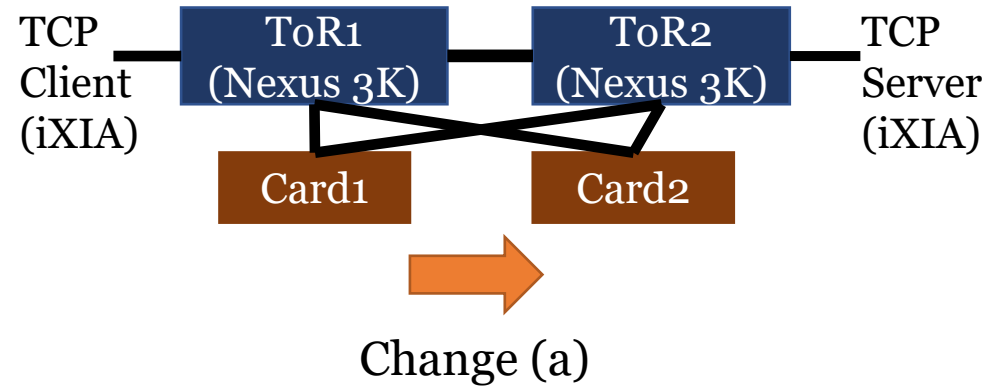 TCP
Client
(iXIA)
ToR1
(Nexus 3K)
ToR2
(Nexus 3K)
TCP
Server
(iXIA)
Card1
Card2
Change (a)